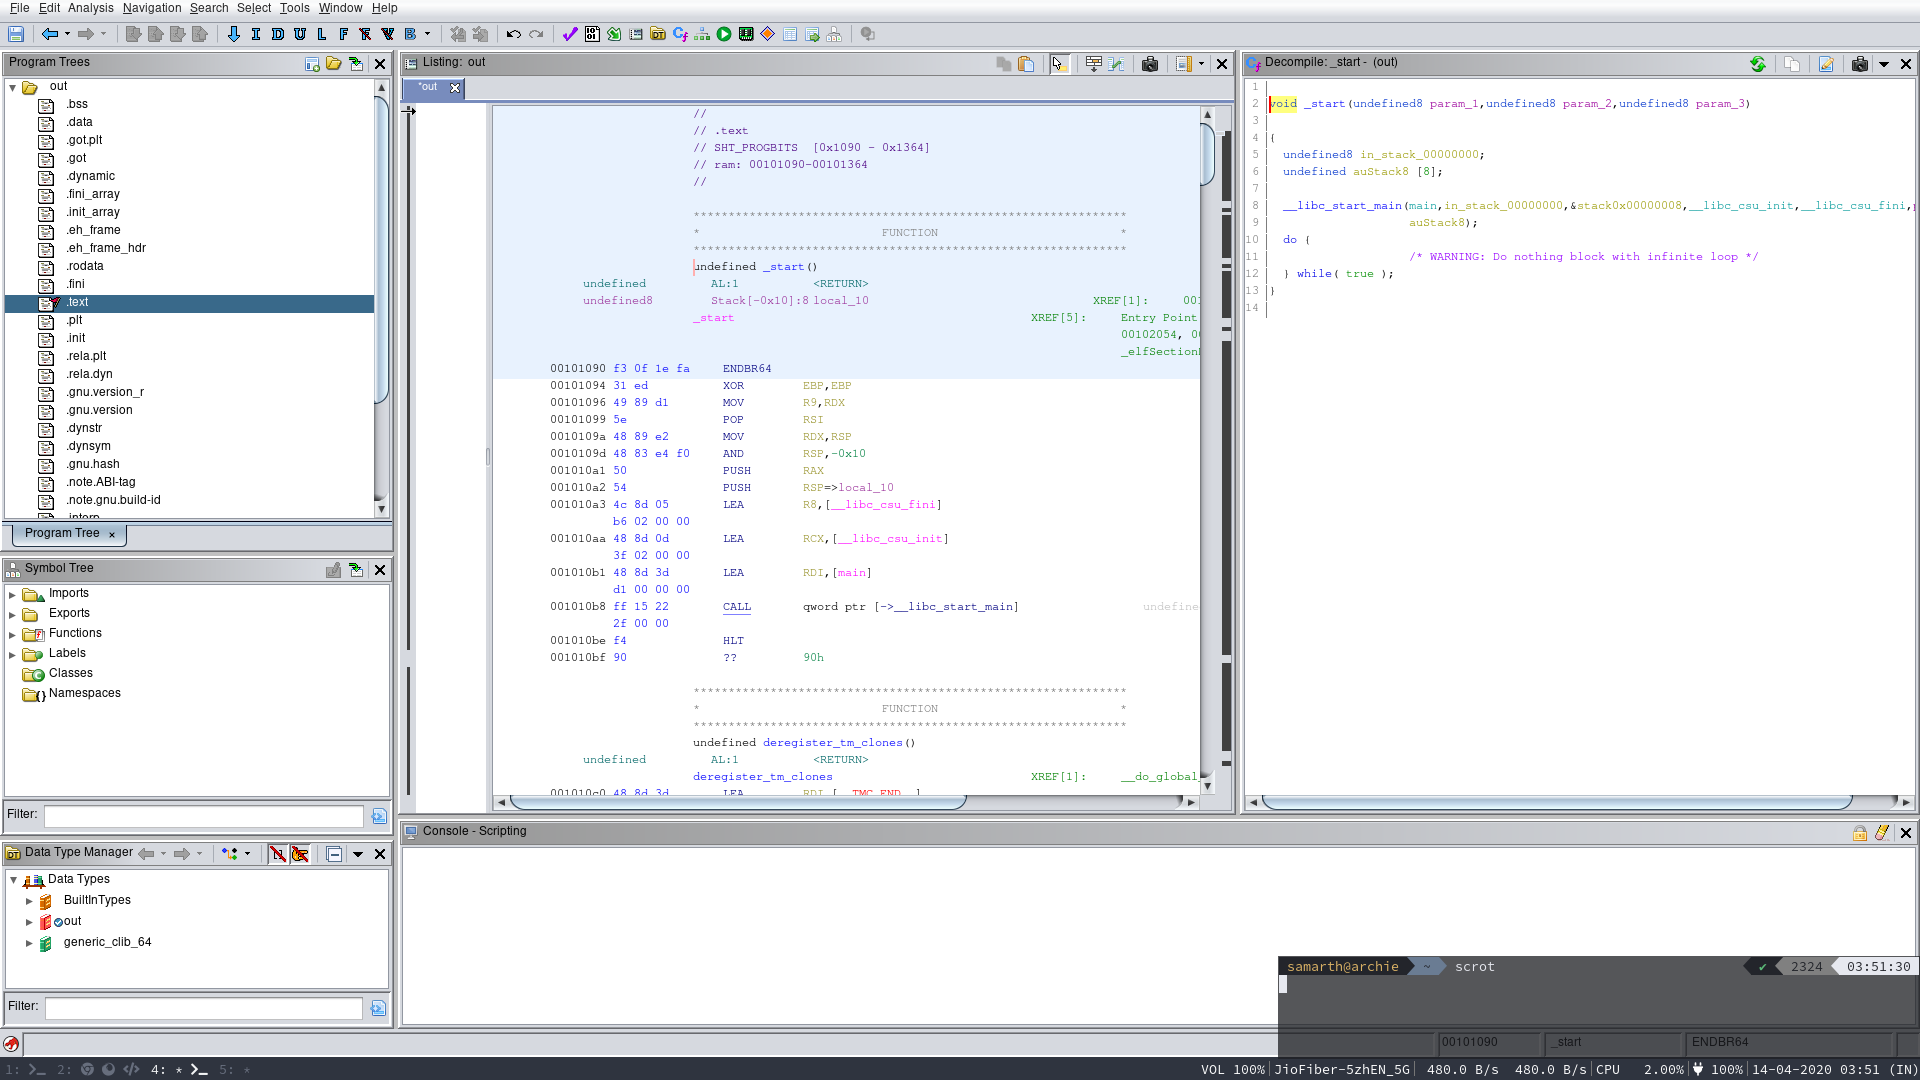 File Edit Analysis Navigation Search Select Tools Window Help
I D U L F B
Program Trees
out
.bss
.data
.got.plt
.got
.dynamic
.fini_array
.init_array
.eh_frame
.eh_frame_hdr
.rodata
.fini
.text
.plt
.init
.rela.plt
.rela.dyn
.gnu.version_r
.gnu.version
.dynstr
.dynsym
.gnu.hash
.note.ABI-tag
.note.gnu.build-id
.interp
Program Tree ×
Symbol Tree
Imports
Exports
Functions
Labels
Classes
Namespaces
Filter:
Data Type Manager
Data Types
BuiltInTypes
out
generic_clib_64
Filter:
Listing: out
*out
//
// .text
// SHT_PROGBITS  [0x1090 - 0x1364]
// ram: 00101090-00101364
//
**************************************************************
* FUNCTION *
**************************************************************
undefined _start()
undefined AL:1 <RETURN>
undefined8 Stack[-0x10]:8 local_10 XREF[1]: 001
_start XREF[5]: Entry Point
00102054, 00
_elfSection
00101090 f3 0f 1e fa ENDBR64
00101094 31 ed XOR EBP,EBP
00101096 49 89 d1 MOV R9,RDX
00101099 5e POP RSI
0010109a 48 89 e2 MOV RDX,RSP
0010109d 48 83 e4 f0 AND RSP,-0x10
001010a1 50 PUSH RAX
001010a2 54 PUSH RSP=>local_10
001010a3 4c 8d 05 LEA R8,[__libc_csu_fini]
b6 02 00 00
001010aa 48 8d 0d LEA RCX,[__libc_csu_init]
3f 02 00 00
001010b1 48 8d 3d LEA RDI,[main]
d1 00 00 00
001010b8 ff 15 22 CALL qword ptr [->__libc_start_main] undefine
2f 00 00
001010be f4 HLT
001010bf 90 ?? 90h
**************************************************************
* FUNCTION *
**************************************************************
undefined deregister_tm_clones()
undefined AL:1 <RETURN>
deregister_tm_clones XREF[1]: __do_global_
001010c0 48 8d 3d LEA RDI,[__TMC_END__]
Decompile: _start -  (out)
1
2 void _start(undefined8 param_1,undefined8 param_2,undefined8 param_3)
3
4 {
5 undefined8 in_stack_00000000;
6 undefined auStack8 [8];
7
8 __libc_start_main(main,in_stack_00000000,&stack0x00000008,__libc_csu_init,__libc_csu_fini,
9 auStack8);
10 do {
11 /* WARNING: Do nothing block with infinite loop */
12 } while( true );
13 }
14
Console - Scripting
samarth@archie ~ scrot ✔ 2324 03:51:30
00101090 _start ENDBR64
1: 2: 4: * 5: * VOL 100% JioFiber-5zhEN_5G 480.0 B/s 480.0 B/s CPU 2.00% 100% 14-04-2020 03:51 (IN)